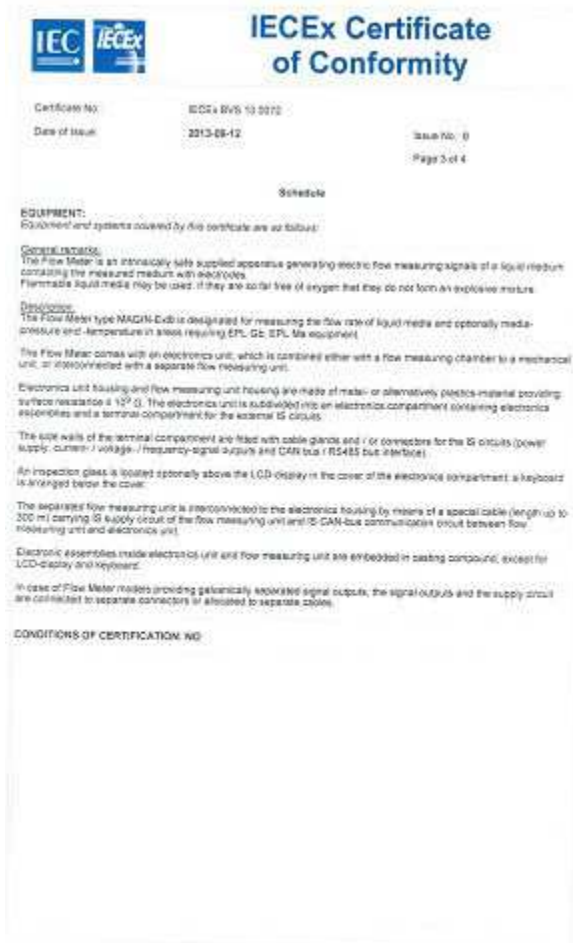 IEC IECEx
IECEx Certificate
of Conformity
Certificate No:
IECEx BVS 13.0072
Date of Issue:
2013-08-12
Issue No.: 0
Page 3 of 4
Schedule
EQUIPMENT:
Equipment and systems covered by this certificate are as follows:
General remarks:
The Flow Meter is an intrinsically safe supplied apparatus generating electric flow measuring signals of a liquid medium
containing the measured medium with electrodes.
Flammable liquid media may be used, if they are so far free of oxygen that they do not form an explosive mixture.
Description:
The Flow Meter type is designated for measuring the flow rate of liquid media and optionally media-
pressure and -temperature in areas requiring EPL Gb, EPL Ma equipment.
The Flow Meter comes with an electronics unit, which is combined either with a flow measuring chamber to a mechanical
unit, or interconnected with a separate flow measuring unit.
Electronics unit housing and flow measuring unit housing are made of metal- or alternatively plastics-material providing
surface resistance Ω. The electronics unit is subdivided into an electronics compartment containing electronics
assemblies and a terminal compartment for the external IS circuits.
The side walls of the terminal compartment are fitted with cable glands and / or connectors for the IS circuits (power
supply, current- / voltage- / frequency-signal outputs and CAN bus / RS485 bus interface).
An inspection glass is located optionally above the LCD-display in the cover of the electronics compartment; a keyboard
is arranged below the cover.
The separated flow measuring unit is interconnected to the electronics housing by means of a special cable (length up to
300 m) carrying IS supply circuit of the flow measuring unit and IS CAN-bus communication circuit between flow
measuring unit and electronics unit.
Electronic assemblies inside electronics unit and flow measuring unit are embedded in casting compound, except for
LCD-display and keyboard.
In case of Flow Meter models providing galvanically separated signal outputs, the signal outputs and the supply circuit
are connected to separate connectors or allocated to separate cables.
CONDITIONS OF CERTIFICATION: NO